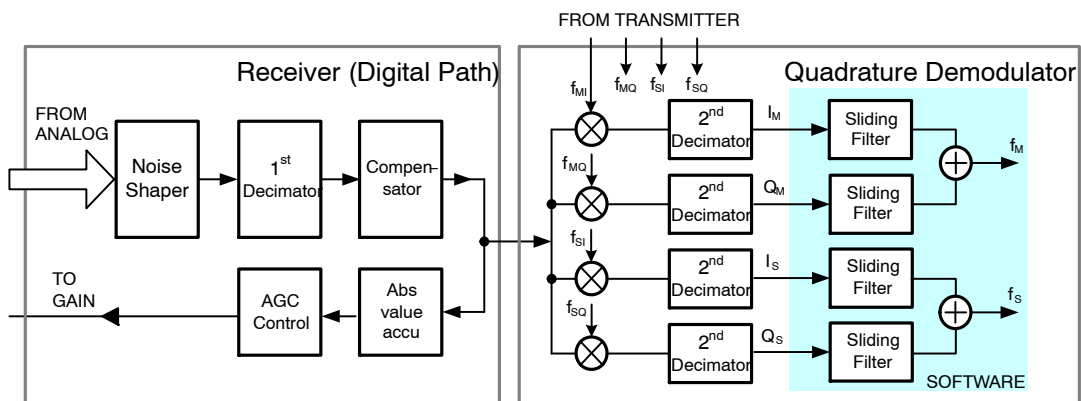 FROM TRANSMITTER
Receiver (Digital Path)
Quadrature Demodulator
FROM
ANALOG
Noise
Shaper
1st
Decimator
Compen-
sator
TO
GAIN
AGC
Control
Abs
value
accu
fMI
fMQ
fSI
fSQ
fMQ
fSI
fSQ
2nd
Decimator
IM
Sliding
Filter
fM
2nd
Decimator
QM
Sliding
Filter
2nd
Decimator
IS
Sliding
Filter
fS
2nd
Decimator
QS
Sliding
Filter
SOFTWARE